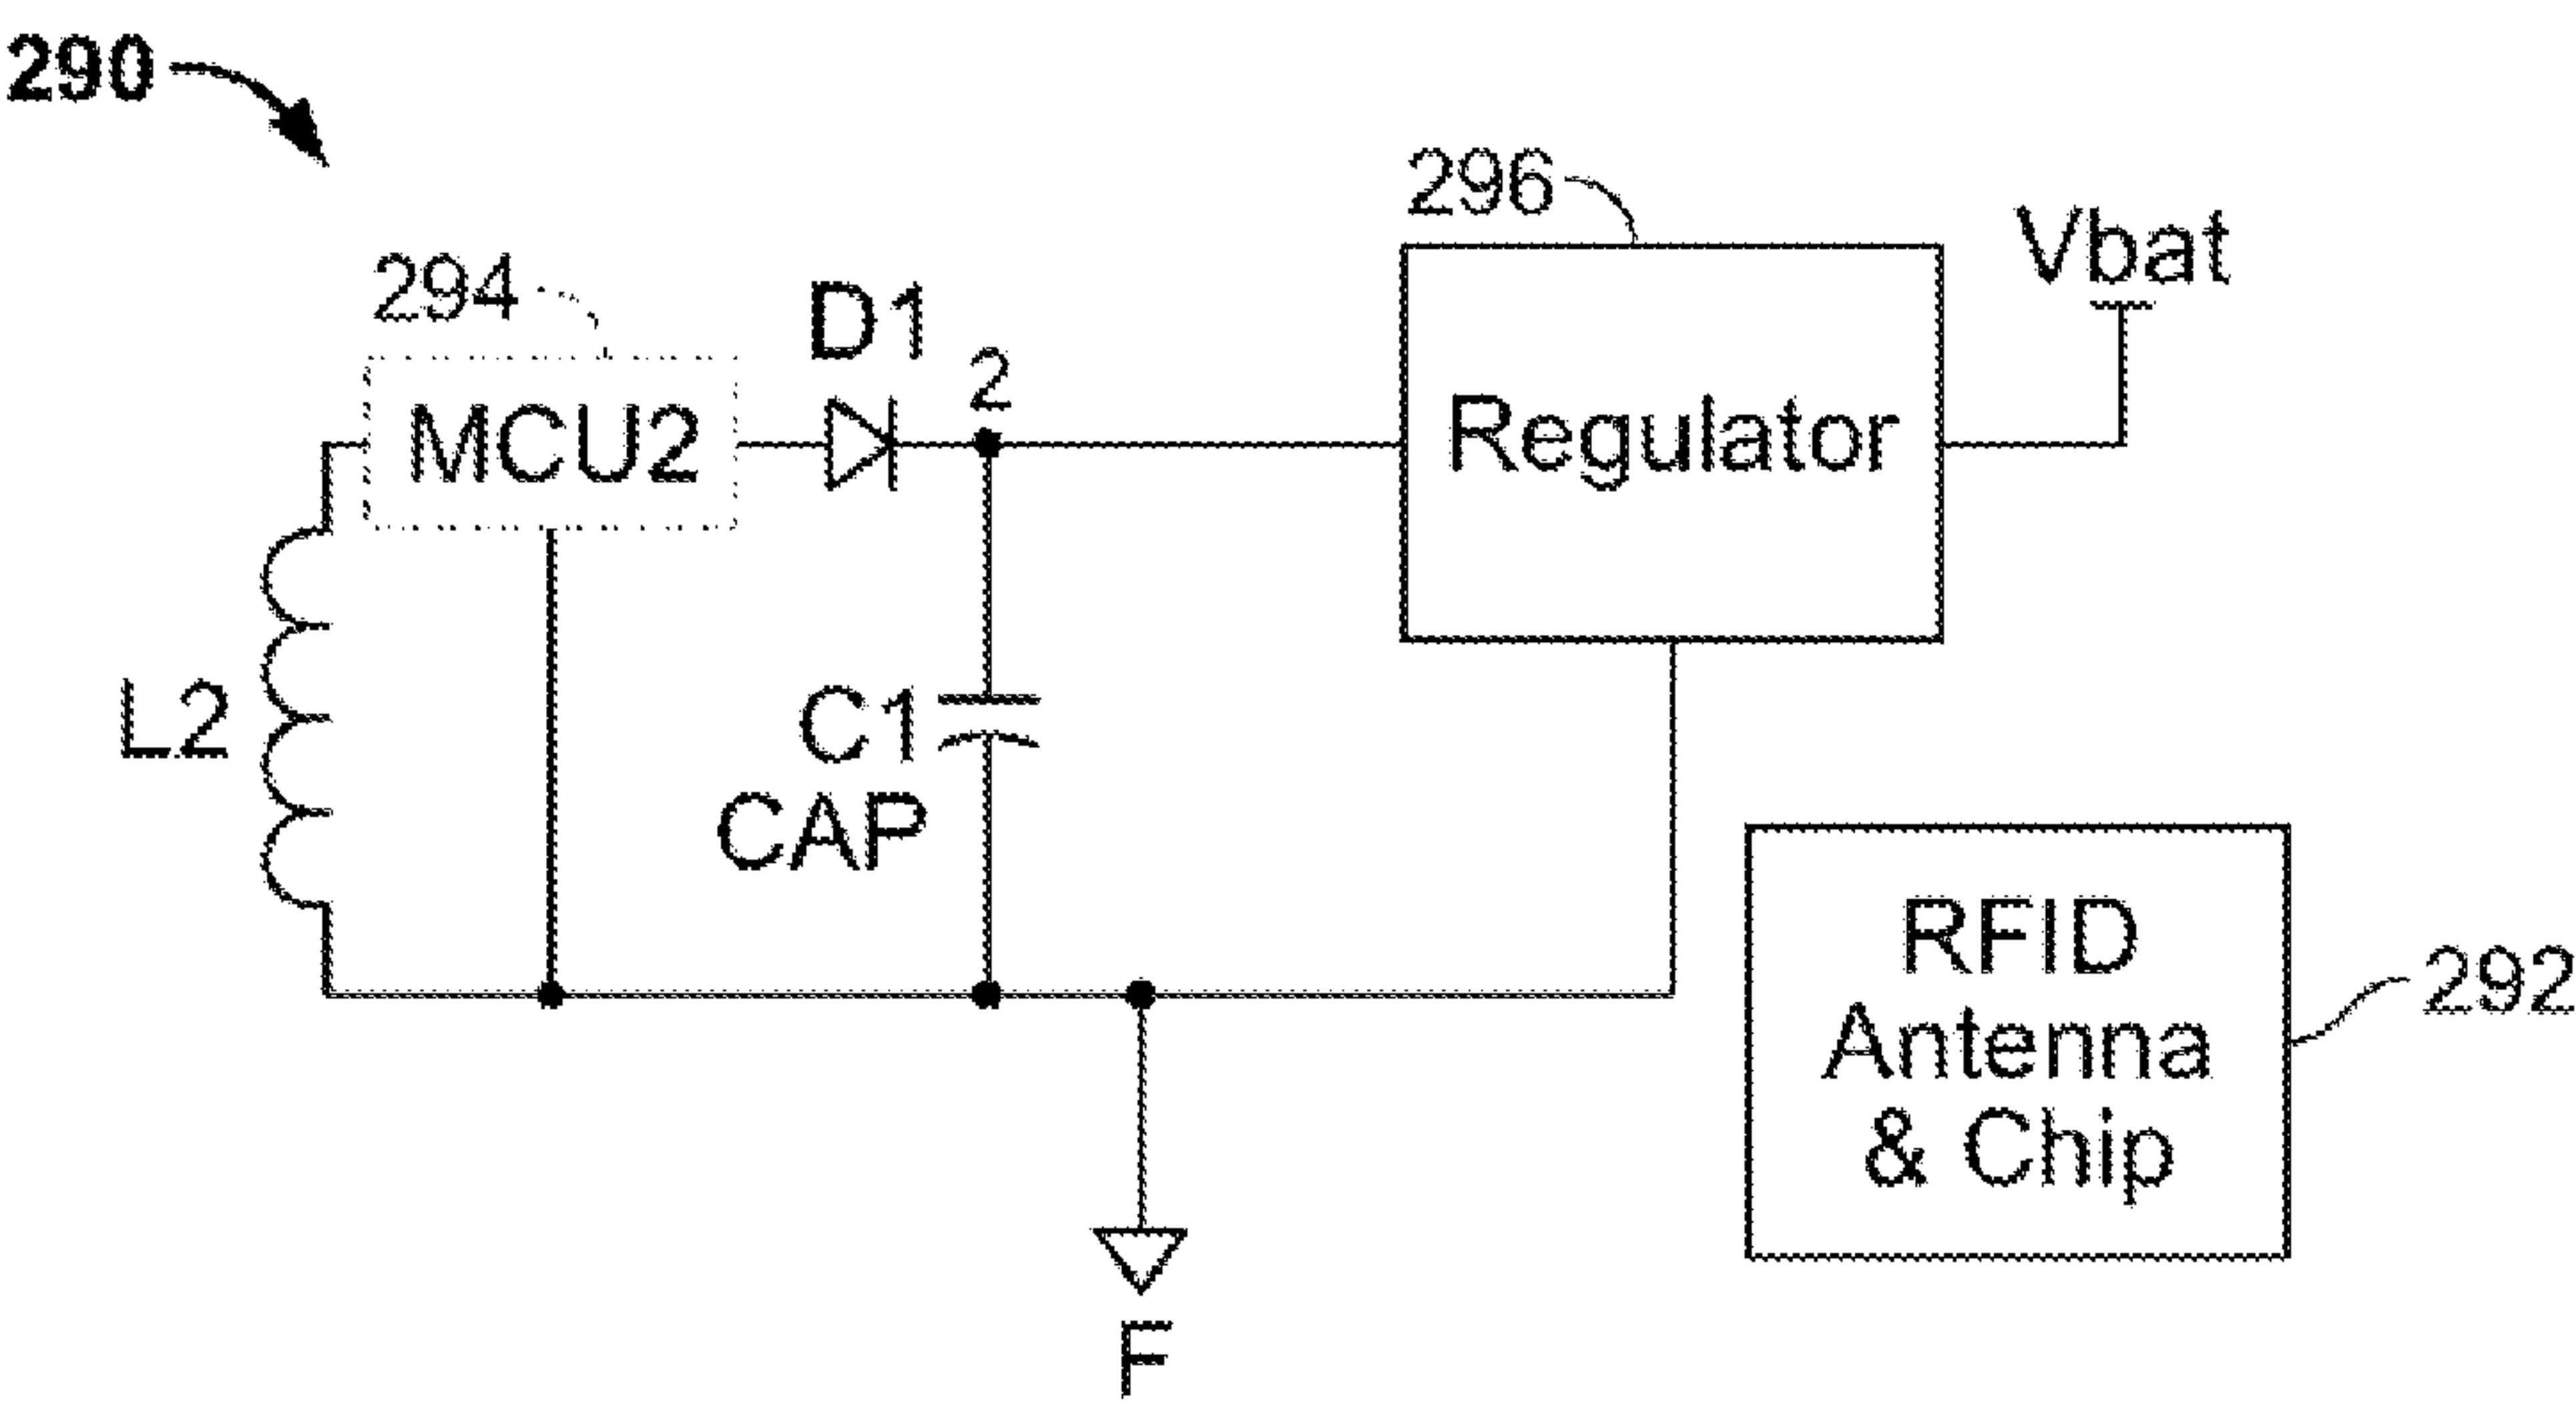 290
296
Vbat
294
D1
2
MCU2
Regulator
L2
C1
CAP
RFID
Antenna
& Chip
292
F